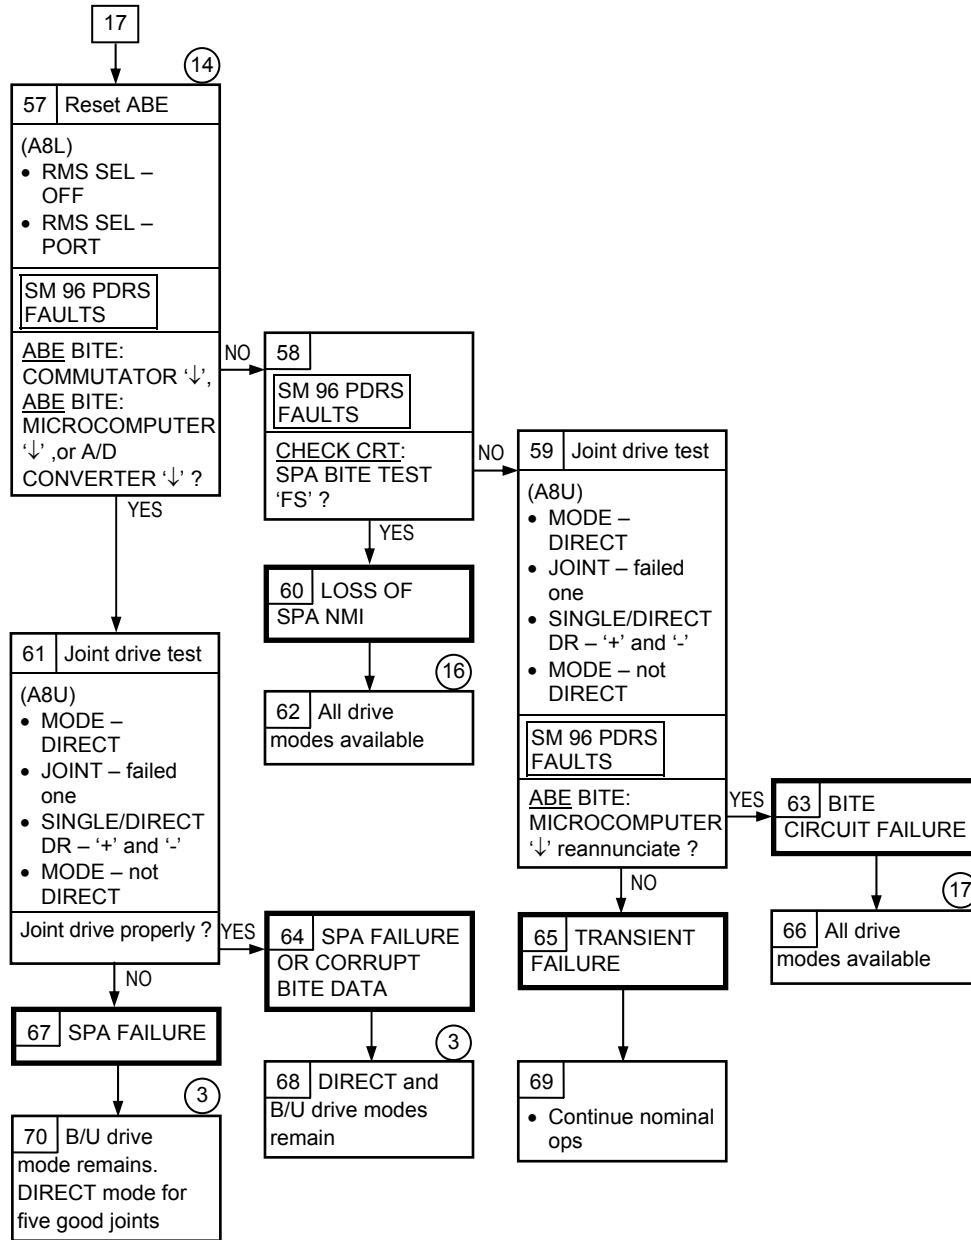 17
14
57 Reset ABE
(A8L)
• RMS SEL –
OFF
• RMS SEL –
PORT
SM 96 PDRS
FAULTS
ABE BITE:
COMMUTATOR ‘↓’,
ABE BITE:
MICROCOMPUTER
‘↓’ ,or A/D
CONVERTER ‘↓’ ?
NO
YES
58
SM 96 PDRS
FAULTS
CHECK CRT:
SPA BITE TEST
‘FS’ ?
NO
YES
59 Joint drive test
(A8U)
• MODE –
DIRECT
• JOINT – failed
one
• SINGLE/DIRECT
DR – ‘+’ and ‘-’
• MODE – not
DIRECT
SM 96 PDRS
FAULTS
ABE BITE:
MICROCOMPUTER
‘↓’ reannunciate ?
YES
NO
60 LOSS OF
SPA NMI
16
62 All drive
modes available
61 Joint drive test
(A8U)
• MODE –
DIRECT
• JOINT – failed
one
• SINGLE/DIRECT
DR – ‘+’ and ‘-’
• MODE – not
DIRECT
Joint drive properly ?
YES
NO
63 BITE
CIRCUIT FAILURE
17
66 All drive
modes available
64 SPA FAILURE
OR CORRUPT
BITE DATA
3
68 DIRECT and
B/U drive modes
remain
65 TRANSIENT
FAILURE
69
• Continue nominal
ops
67 SPA FAILURE
3
70 B/U drive
mode remains.
DIRECT mode for
five good joints